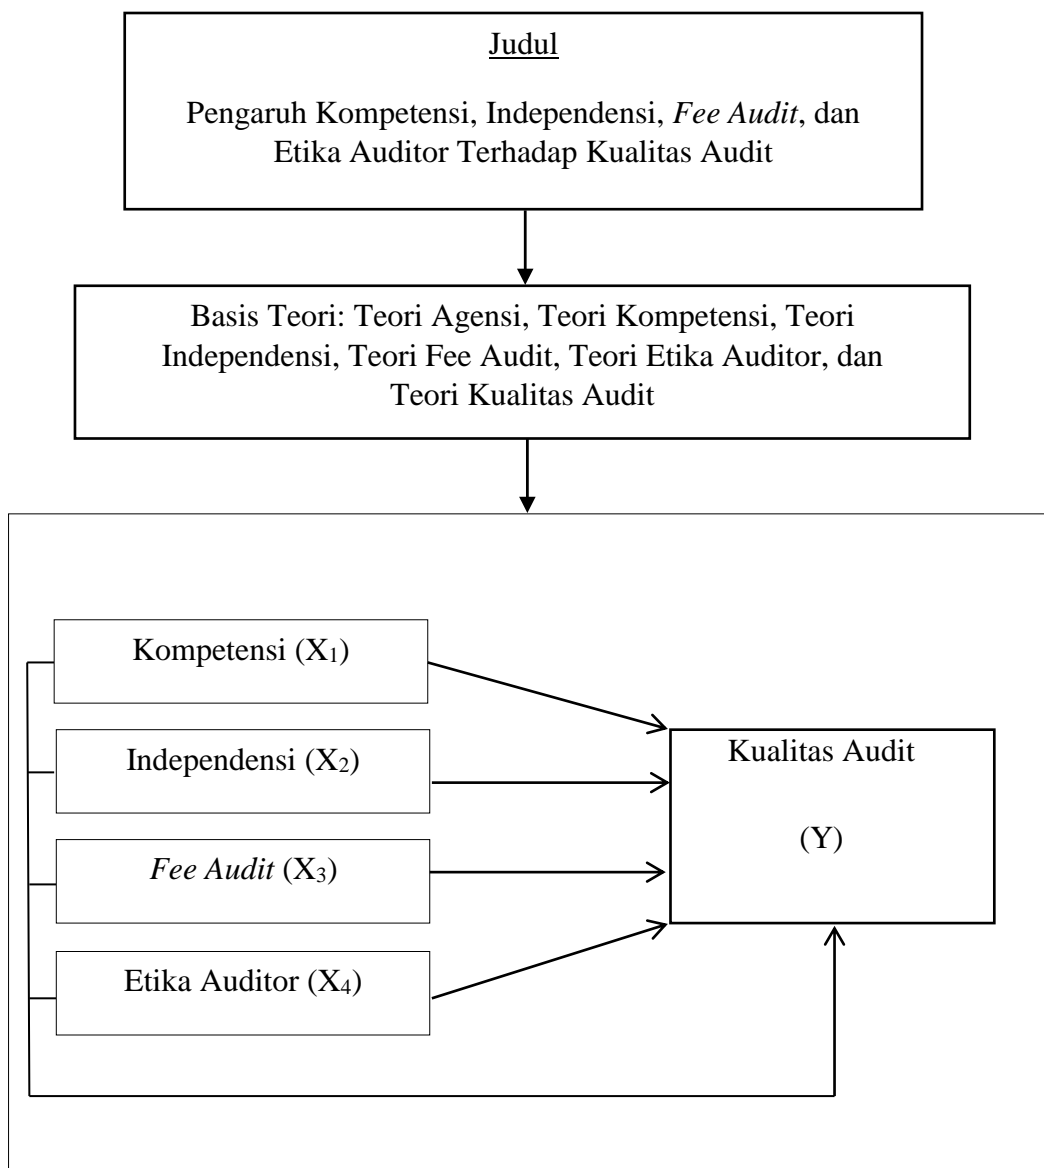 Judul
Pengaruh Kompetensi, Independensi, Fee Audit, dan
Etika Auditor Terhadap Kualitas Audit
Basis Teori: Teori Agensi, Teori Kompetensi, Teori
Independensi, Teori Fee Audit, Teori Etika Auditor, dan
Teori Kualitas Audit
Kompetensi (X₁)
Independensi (X₂)
Fee Audit (X₃)
Etika Auditor (X₄)
Kualitas Audit
(Y)